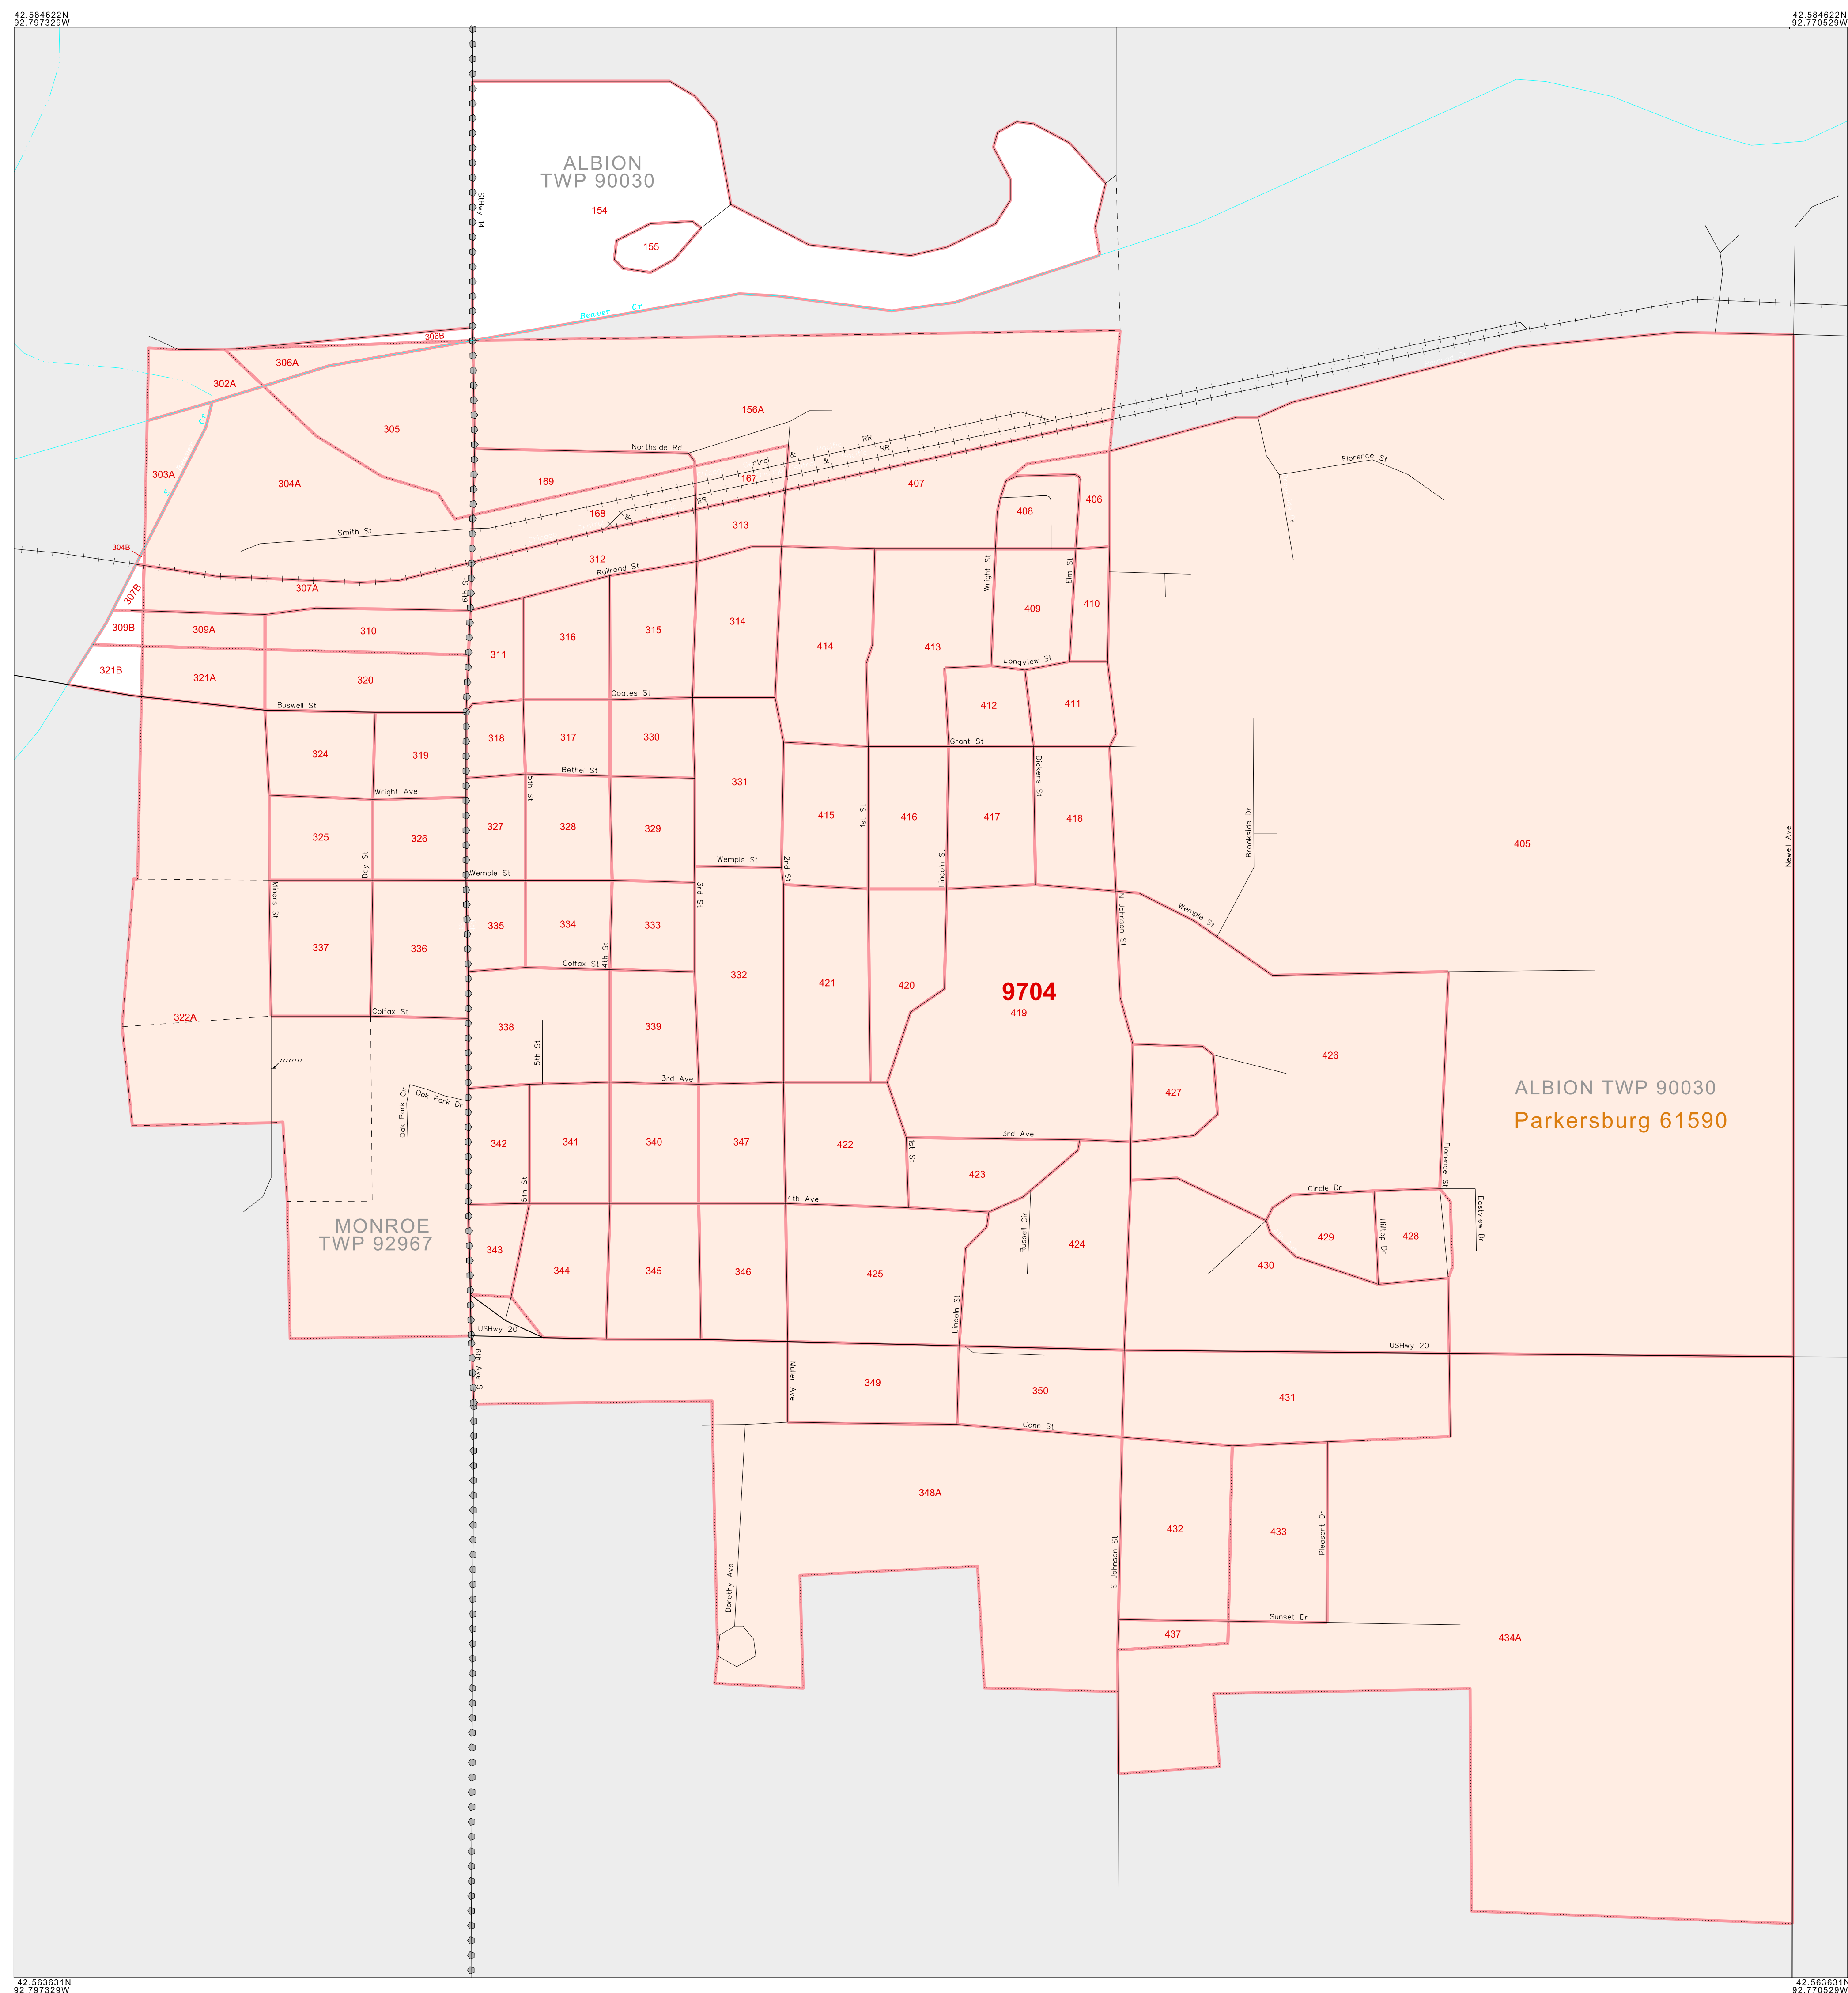 42.584622N
92.797329W
42.584622N
92.770529W
ALBION
TWP 90030
154
StHwy 14
155
Beaver Cr
306B
306A
302A
156A
305
Cr
Northside Rd
RR
ntral
&
&
RR
Florence St
303A
304A
169
167
407
406
RR
408
168
&
313
Smith St
304B
312
Railroad St
307A
307B
Wright St
Elm St
309B
309A
310
316
315
314
409
410
414
413
311
Longview St
321B
321A
320
Coates St
Buswell St
412
411
318
317
330
Grant St
324
319
Bethel St
331
5th St
Dickens St
Wright Ave
415
1st St
416
417
418
327
328
329
325
326
Brookside Dr
405
Newell Ave
Day St
Wemple St
Wemple St
2nd St
Lincoln St
Miners St
3rd St
N Johnson St
Wemple St
335
334
333
337
336
4th St
Colfax St
332
421
420
9704
419
322A
Colfax St
338
339
5th St
426
????????
3rd Ave
427
ALBION TWP 90030
Parkersburg 61590
Oak Park Cir
Oak Park Dr
342
341
340
347
422
1st St
3rd Ave
423
Florence St
5th St
4th Ave
Circle Dr
Eastview Dr
MONROE
TWP 92967
343
Russell Cir
424
429
Hilltop Dr
428
430
344
345
346
425
Lincoln St
USHwy 20
USHwy 20
6th Ave S
Muller Ave
349
350
431
Conn St
348A
432
433
Pleasant Dr
S Johnson St
Dorothy Ave
Sunset Dr
437
434A
42.563631N
92.797329W
42.563631N
92.770529W